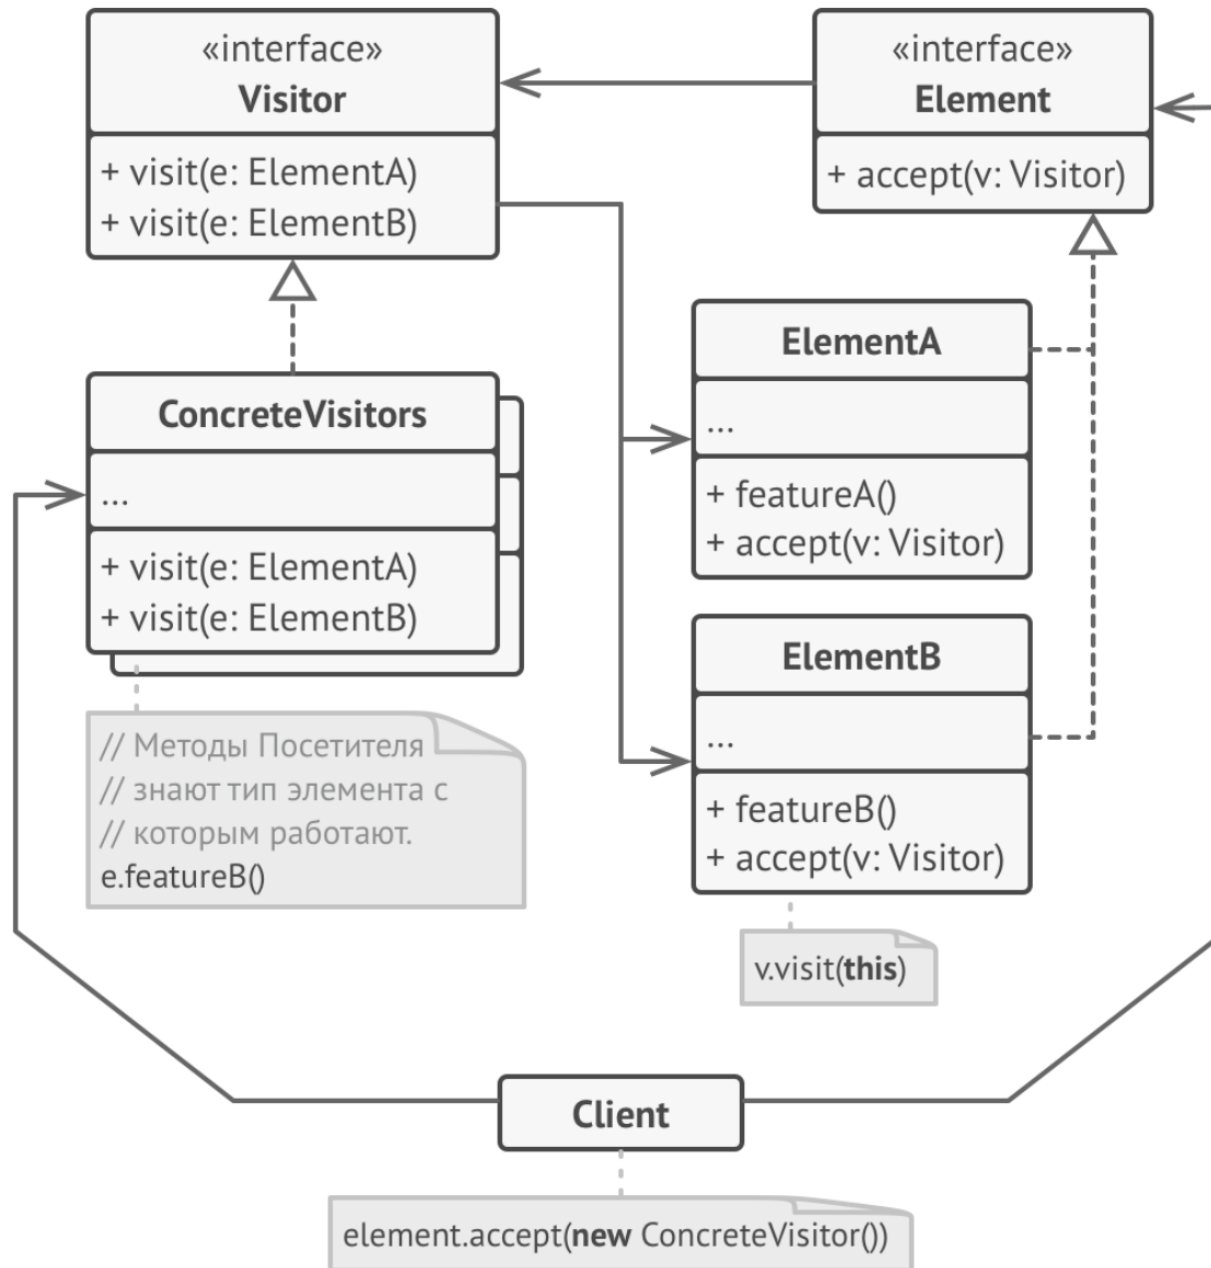 «interface»
Visitor
+ visit(e: ElementA)
+ visit(e: ElementB)
«interface»
Element
+ accept(v: Visitor)
ConcreteVisitors
...
+ visit(e: ElementA)
+ visit(e: ElementB)
// Методы Посетителя
// знают тип элемента с
// которым работают.
e.featureB()
ElementA
...
+ featureA()
+ accept(v: Visitor)
ElementB
...
+ featureB()
+ accept(v: Visitor)
v.visit(this)
Client
element.accept(new ConcreteVisitor())